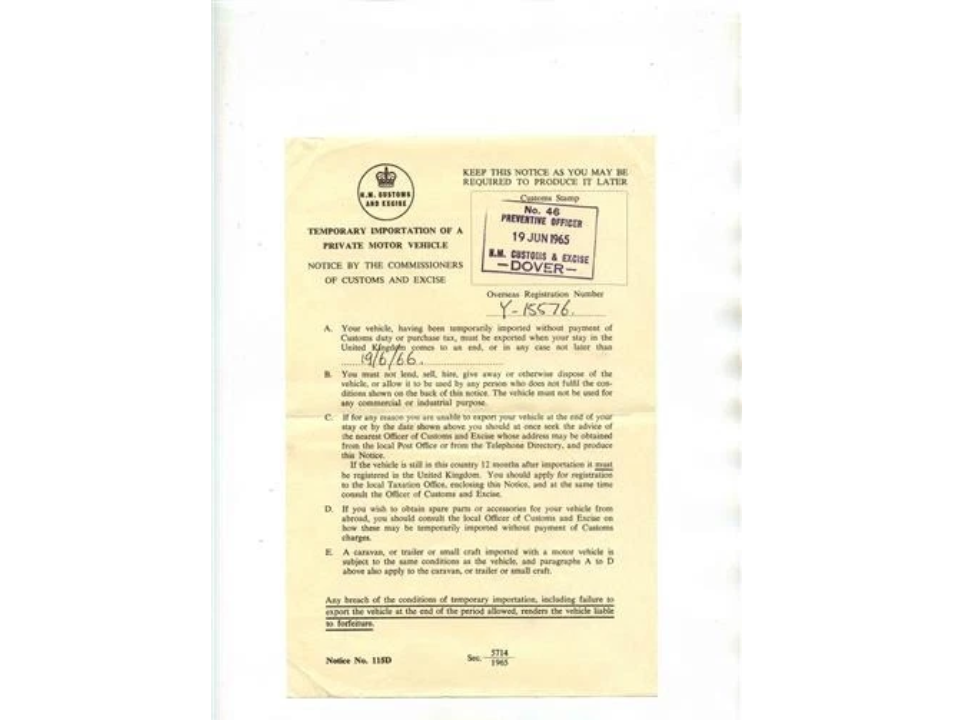 H.M. CUSTOMS
AND EXCISE
TEMPORARY IMPORTATION OF A
PRIVATE MOTOR VEHICLE
NOTICE BY THE COMMISSIONERS
OF CUSTOMS AND EXCISE
KEEP THIS NOTICE AS YOU MAY BE
REQUIRED TO PRODUCE IT LATER
Customs Stamp
No. 46
PREVENTIVE OFFICER
19 JUN 1965
H.M. CUSTOMS & EXCISE
—DOVER—
Overseas Registration Number
Y-15576.
A. Your vehicle, having been temporarily imported without payment of
Customs duty or purchase tax, must be exported when your stay in the
United Kingdom comes to an end, or in any case not later than
19/6/66.
B. You must not lend, sell, hire, give away or otherwise dispose of the
vehicle, or allow it to be used by any person who does not fulfil the con-
ditions shown on the back of this notice. The vehicle must not be used for
any commercial or industrial purpose.
C. If for any reason you are unable to export your vehicle at the end of your
stay or by the date shown above you should at once seek the advice of
the nearest Officer of Customs and Excise whose address may be obtained
from the local Post Office or from the Telephone Directory, and produce
this Notice.
If the vehicle is still in this country 12 months after importation it must
be registered in the United Kingdom. You should apply for registration
to the local Taxation Office, enclosing this Notice, and at the same time
consult the Officer of Customs and Excise.
D. If you wish to obtain spare parts or accessories for your vehicle from
abroad, you should consult the local Officer of Customs and Excise on
how these may be temporarily imported without payment of Customs
charges.
E. A caravan, or trailer or small craft imported with a motor vehicle is
subject to the same conditions as the vehicle, and paragraphs A to D
above also apply to the caravan, or trailer or small craft.
Any breach of the conditions of temporary importation, including failure to
export the vehicle at the end of the period allowed, renders the vehicle liable
to forfeiture.
Notice No. 115D
Sec. 5714
1965